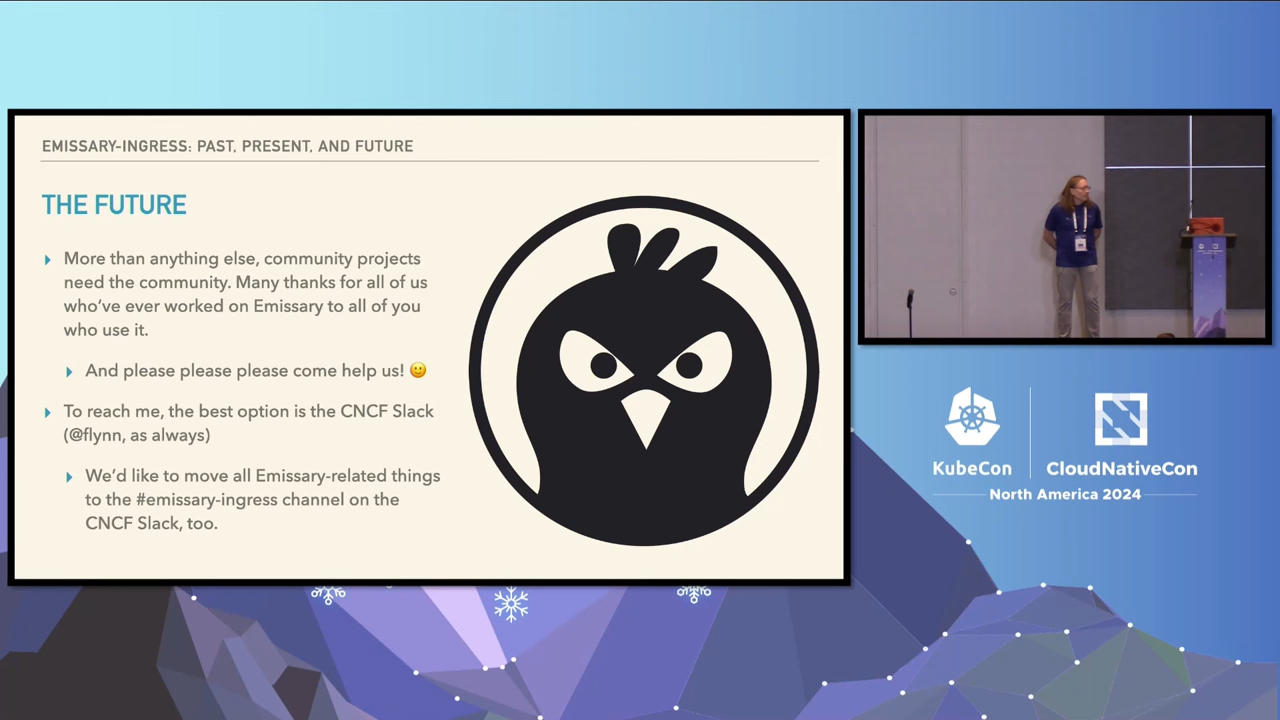 EMISSARY-INGRESS: PAST, PRESENT, AND FUTURE
THE FUTURE
More than anything else, community projects
need the community. Many thanks for all of us
who’ve ever worked on Emissary to all of you
who use it.
And please please please come help us! 🙂
To reach me, the best option is the CNCF Slack
(@flynn, as always)
We’d like to move all Emissary-related things
to the #emissary-ingress channel on the
CNCF Slack, too.
KubeCon
CloudNativeCon
North America 2024